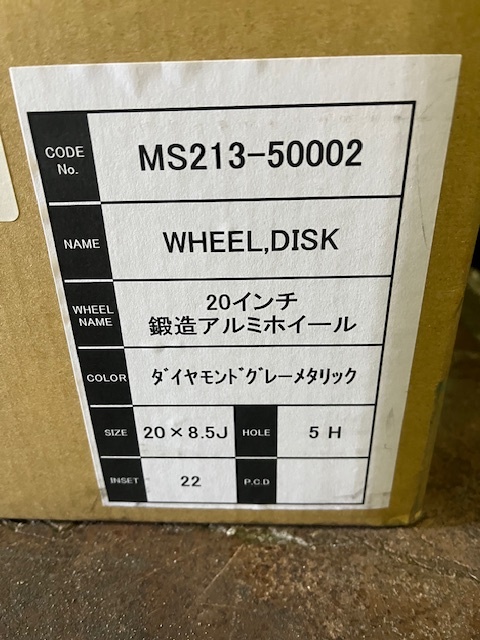 CODE No. MS213-50002
NAME WHEEL,DISK
WHEEL NAME 20インチ 鍛造アルミホイール
COLOR ダイヤモンドグレーメタリック
SIZE 20×8.5J HOLE 5 H
INSET 22 P.C.D